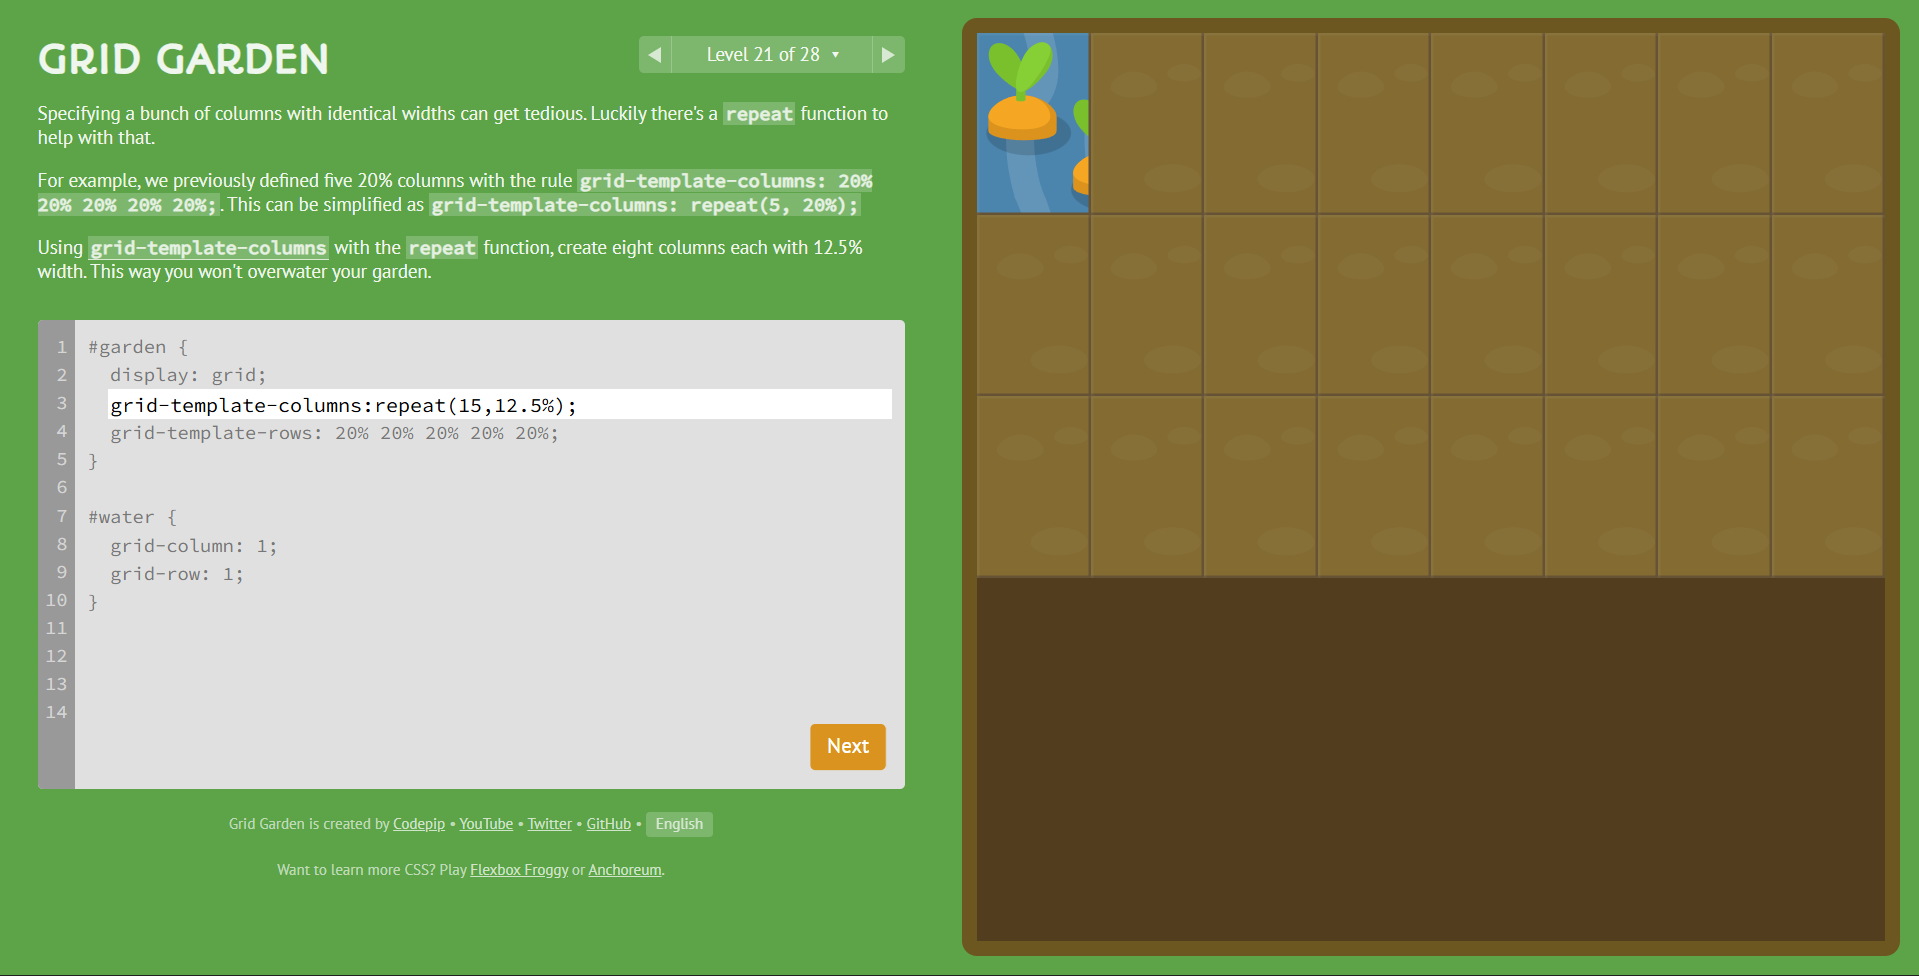 GRID GARDEN
Level 21 of 28
Specifying a bunch of columns with identical widths can get tedious. Luckily there's a repeat function to
help with that.
For example, we previously defined five 20% columns with the rule grid-template-columns: 20%
20% 20% 20% 20%;. This can be simplified as grid-template-columns: repeat(5, 20%);
Using grid-template-columns with the repeat function, create eight columns each with 12.5%
width. This way you won't overwater your garden.
1 #garden {
2 display: grid;
3 grid-template-columns:repeat(15,12.5%);
4 grid-template-rows: 20% 20% 20% 20% 20%;
5 }
6
7 #water {
8 grid-column: 1;
9 grid-row: 1;
10 }
11
12
13
14
Next
Grid Garden is created by Codepip • YouTube • Twitter • GitHub • English
Want to learn more CSS? Play Flexbox Froggy or Anchoreum.